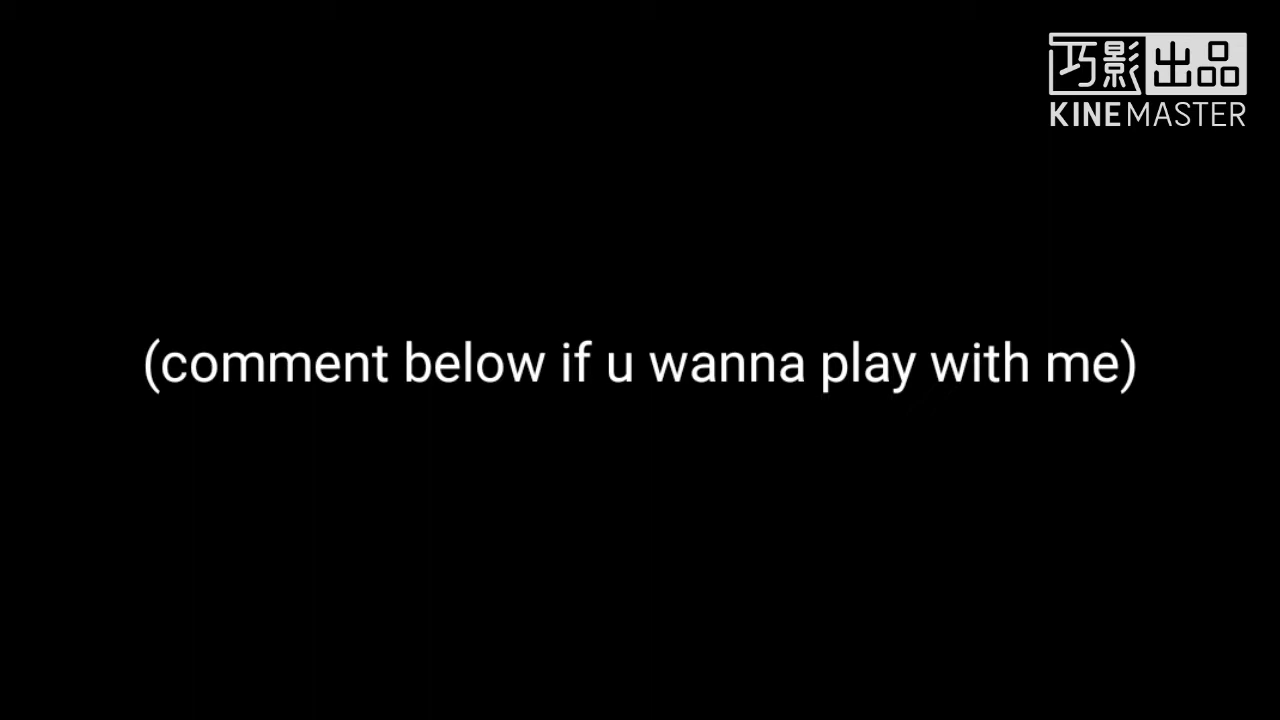 巧影出品
KINEMASTER
(comment below if u wanna play with me)